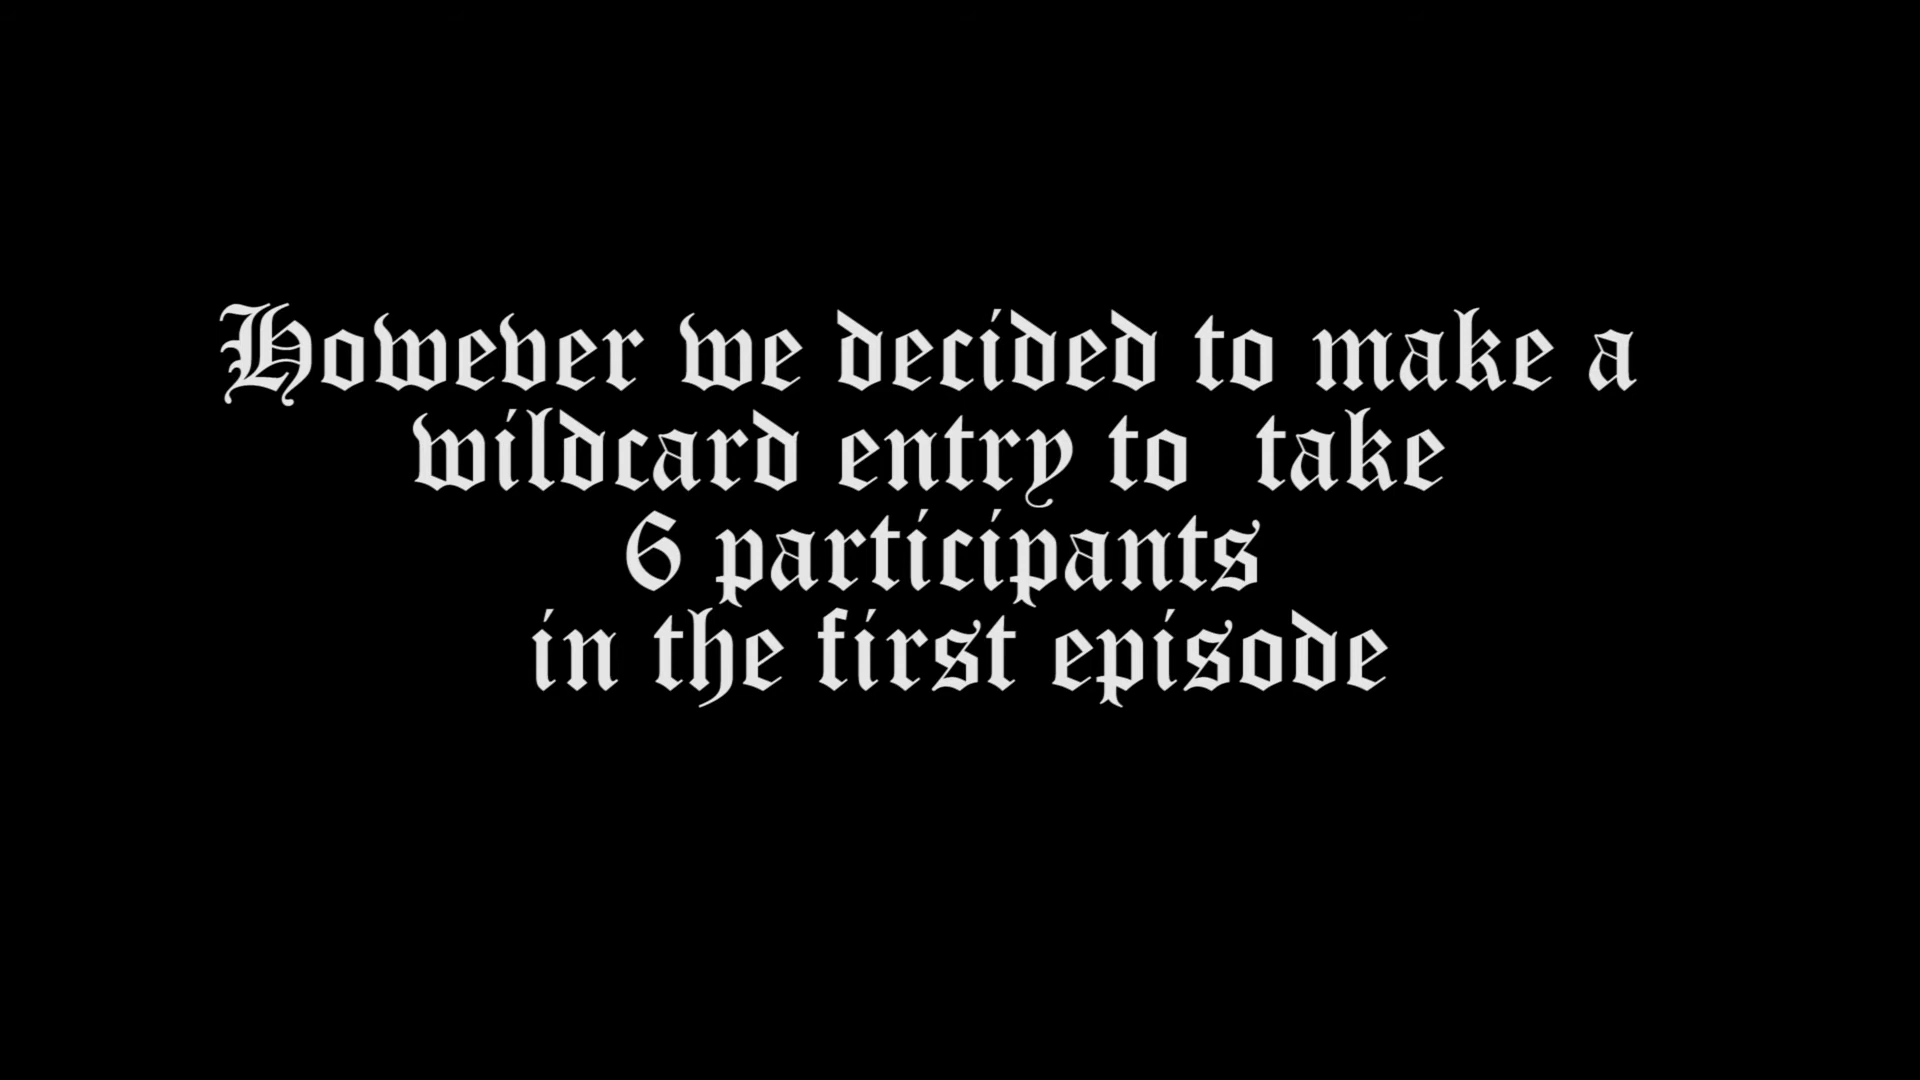 However we decided to make a
wildcard entry to  take
6 participants
in the first episode